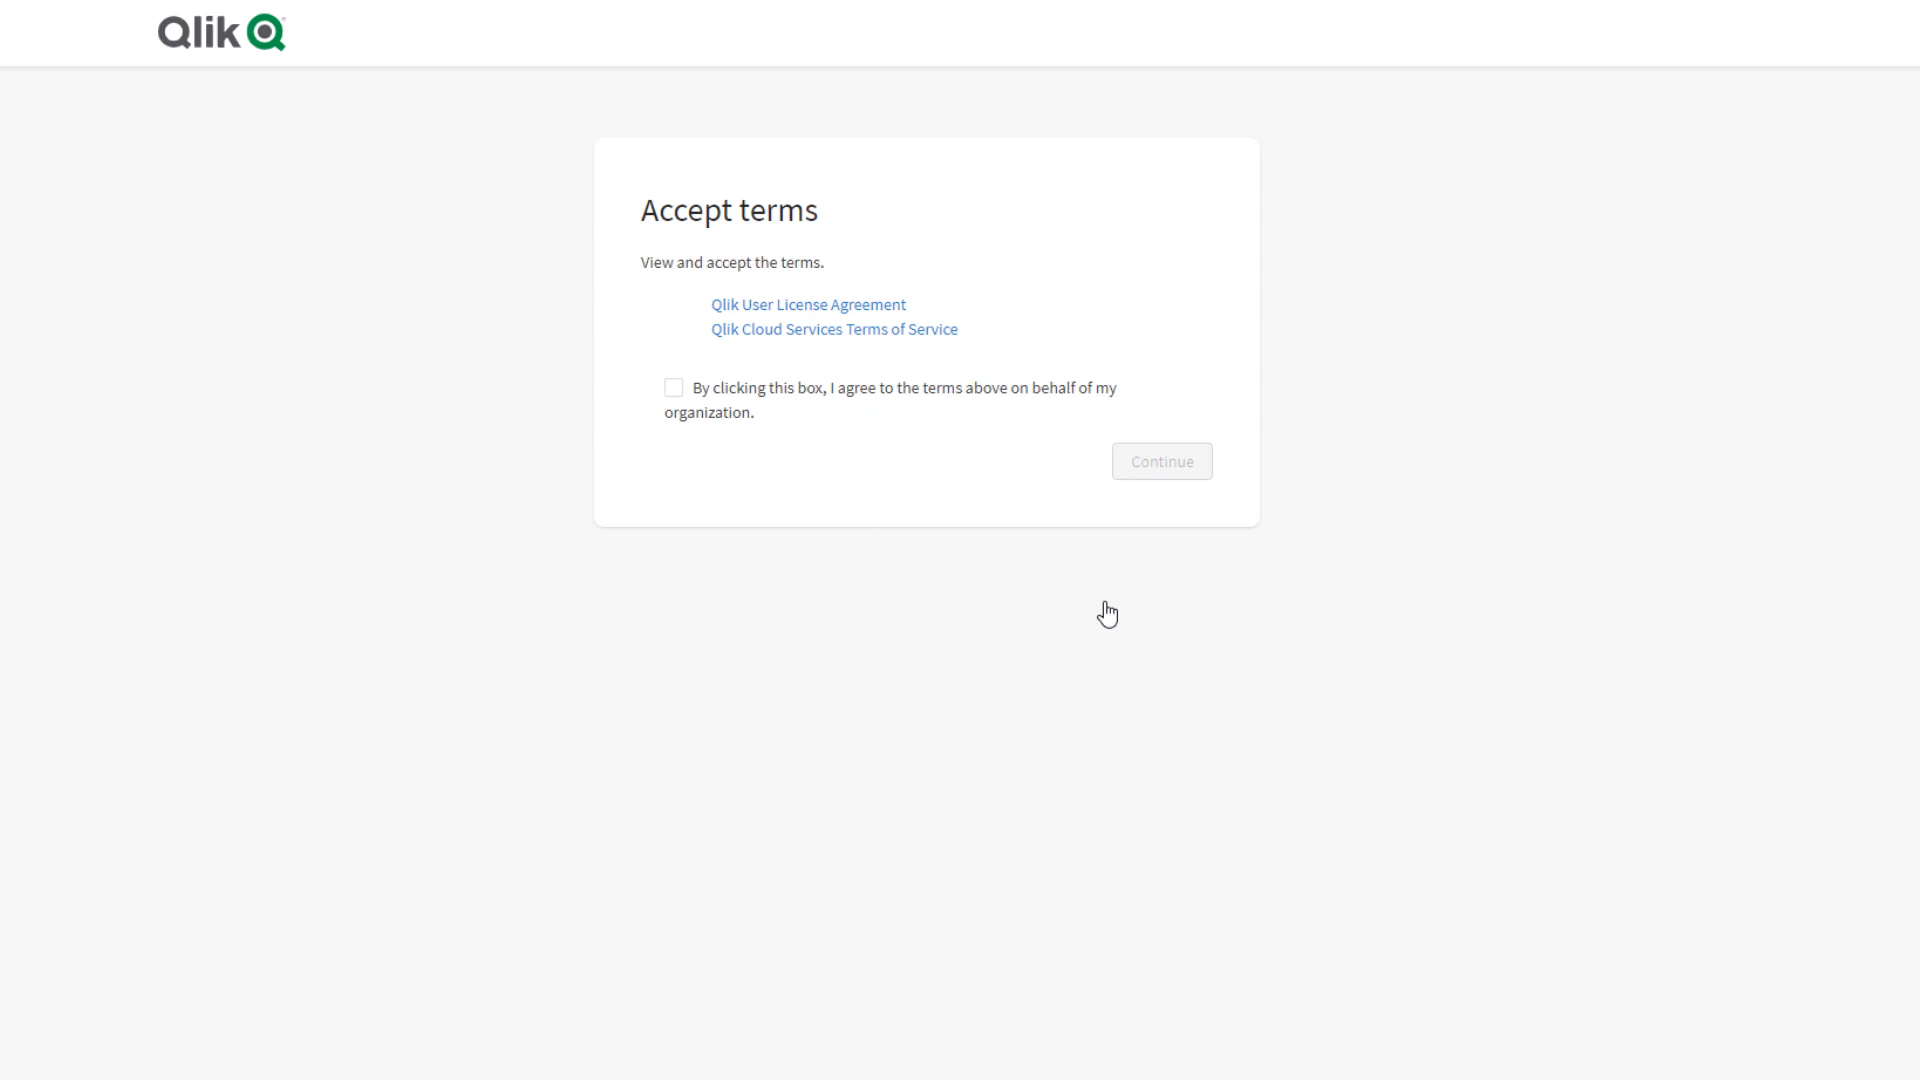 Qlik
Accept terms
View and accept the terms.
Qlik User License Agreement
Qlik Cloud Services Terms of Service
By clicking this box, I agree to the terms above on behalf of my
organization.
Continue